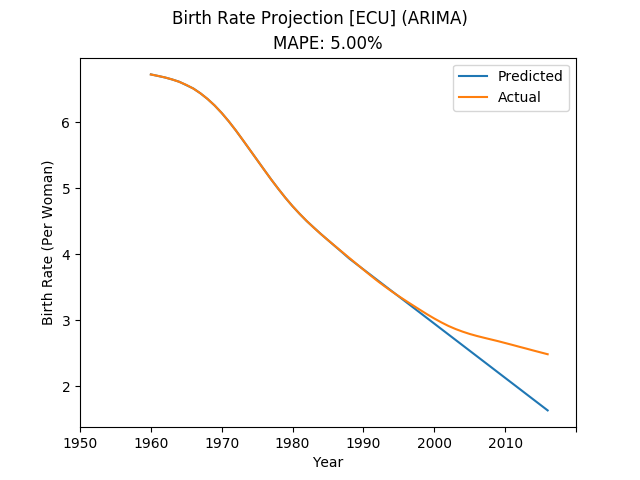 Birth Rate Projection [ECU] (ARIMA)
MAPE: 5.00%
Predicted
Actual
Birth Rate (Per Woman)
6
5
4
3
2
1950 1960 1970 1980 1990 2000 2010
Year